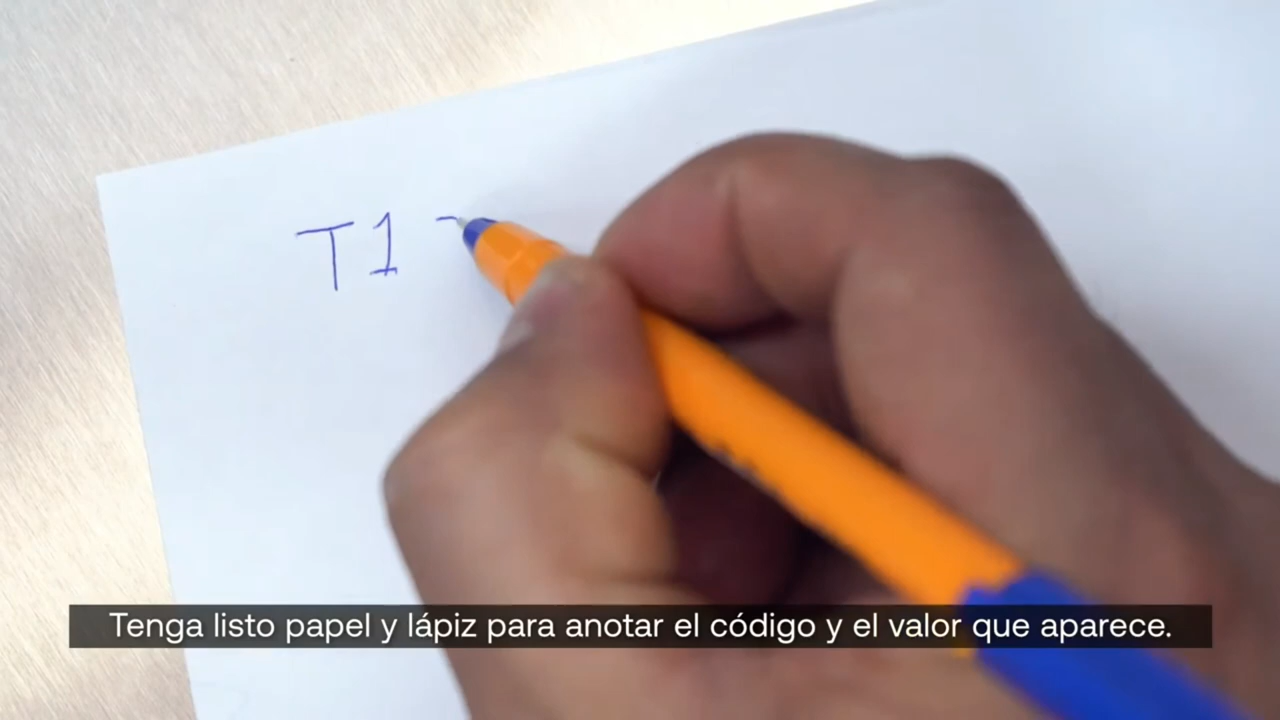 T1
Tenga listo papel y lápiz para anotar el código y el valor que aparece.